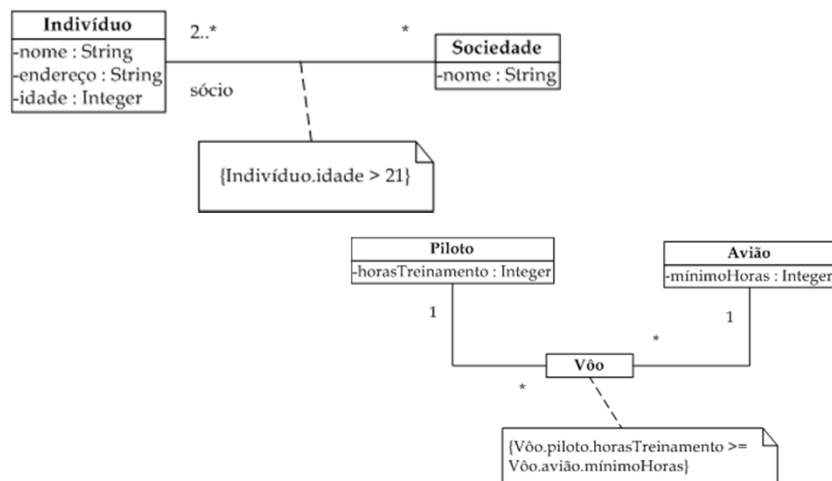 Indivíduo
-nome : String
-endereço : String
-idade : Integer
2..*
*
sócio
Sociedade
-nome : String
{Indivíduo.idade > 21}
Piloto
-horasTreinamento : Integer
Avião
-mínimoHoras : Integer
1
1
*
*
Vôo
{Vôo.piloto.horasTreinamento >=
Vôo.avião.mínimoHoras}